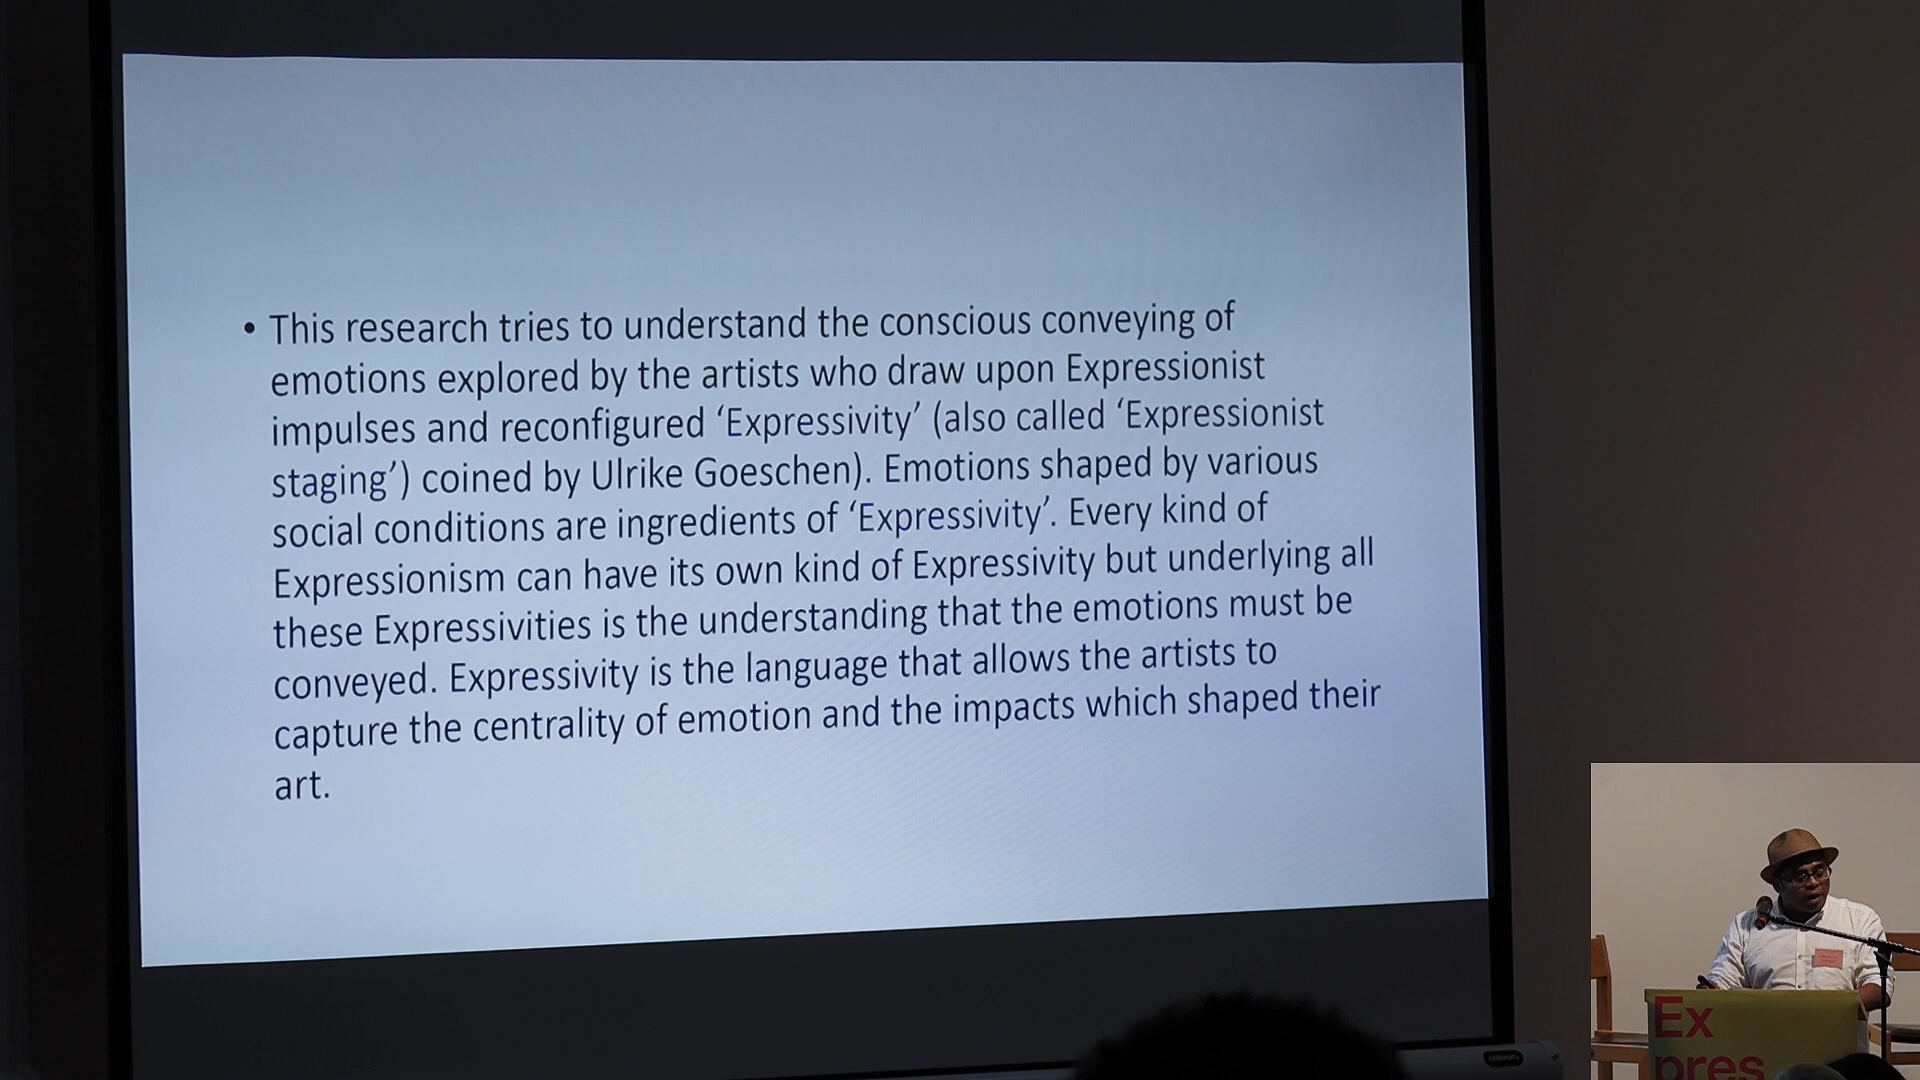 • This research tries to understand the conscious conveying of
emotions explored by the artists who draw upon Expressionist
impulses and reconfigured ‘Expressivity’ (also called ‘Expressionist
staging’) coined by Ulrike Goeschen). Emotions shaped by various
social conditions are ingredients of ‘Expressivity’. Every kind of
Expressionism can have its own kind of Expressivity but underlying all
these Expressivities is the understanding that the emotions must be
conveyed. Expressivity is the language that allows the artists to
capture the centrality of emotion and the impacts which shaped their
art.
Ex
pres